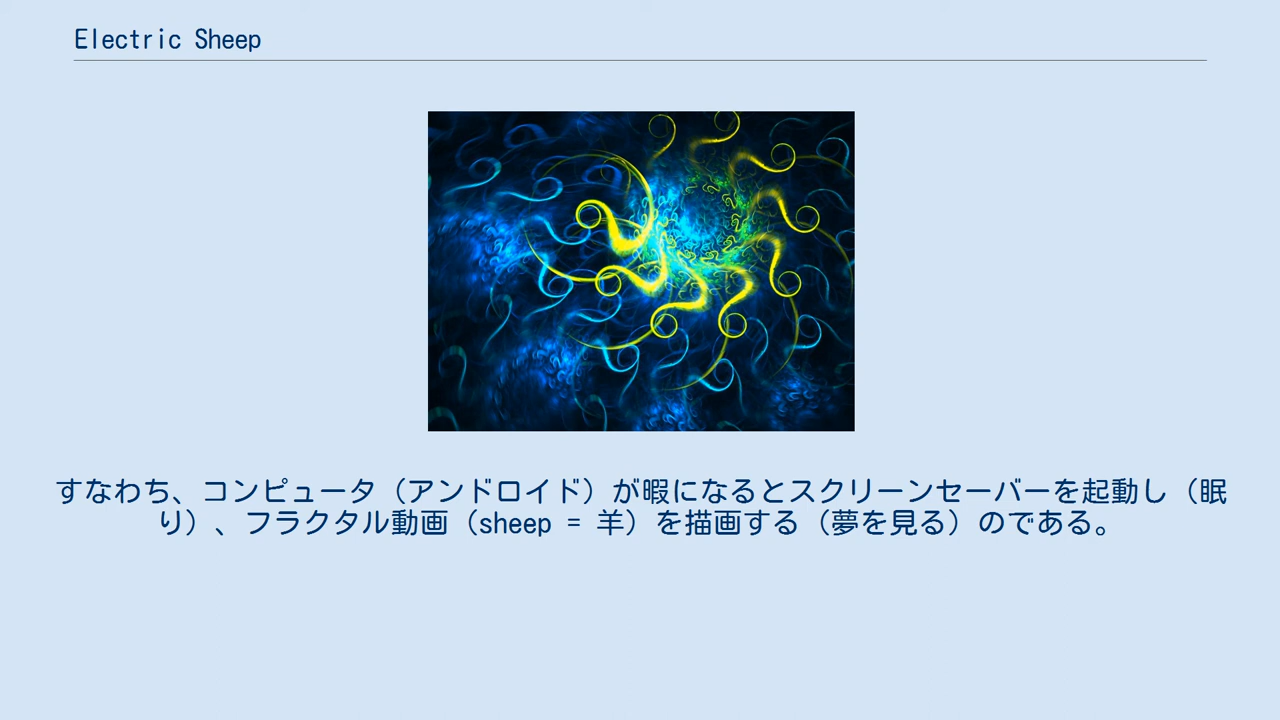 Electric Sheep
すなわち、コンピュータ（アンドロイド）が暇になるとスクリーンセーバーを起動し（眠
り）、フラクタル動画（sheep = 羊）を描画する（夢を見る）のである。